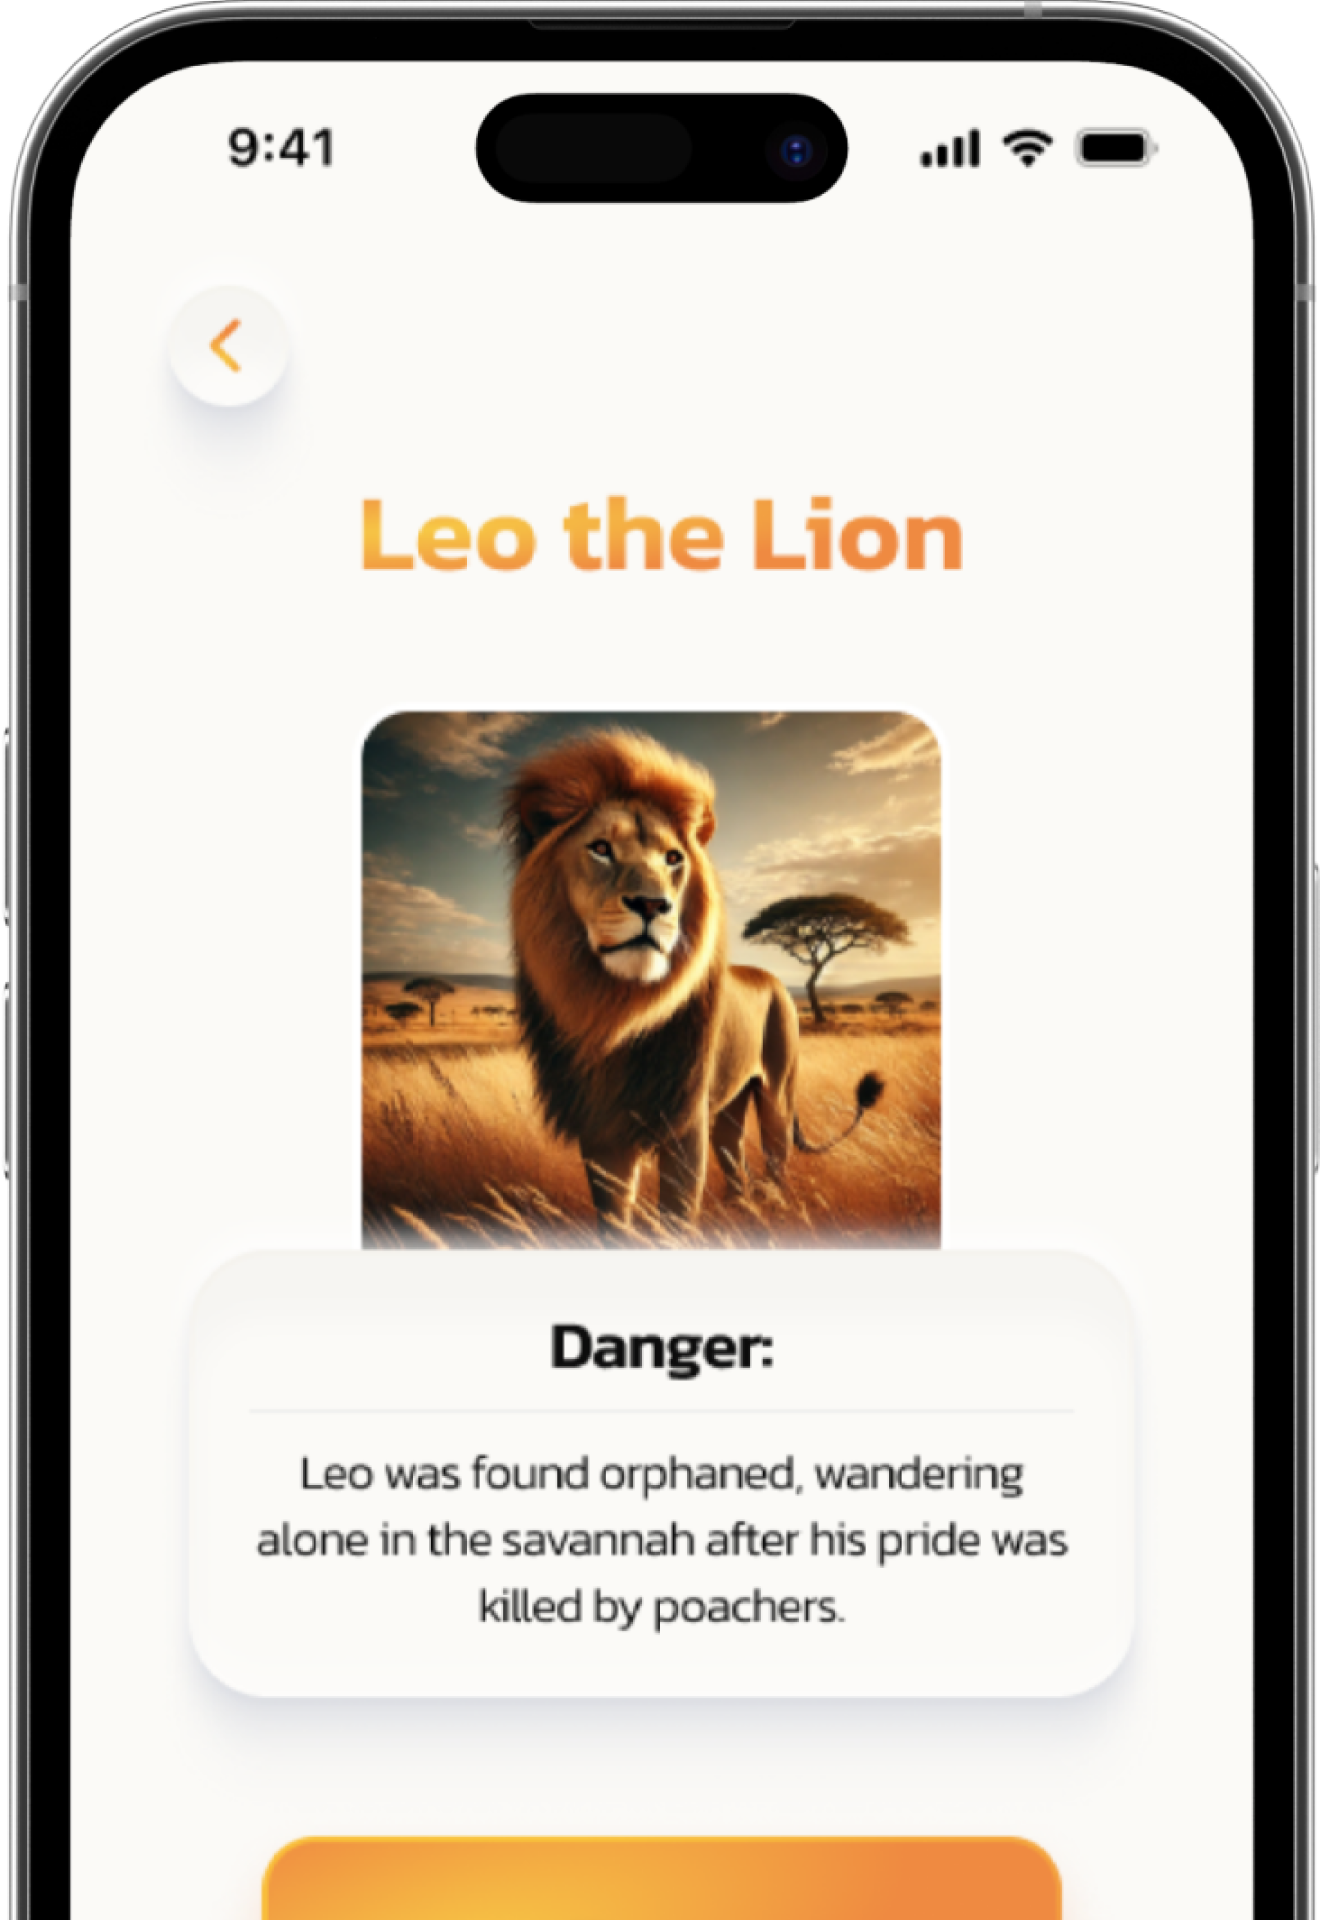 9:41
Leo the Lion
Danger:
Leo was found orphaned, wandering
alone in the savannah after his pride was
killed by poachers.